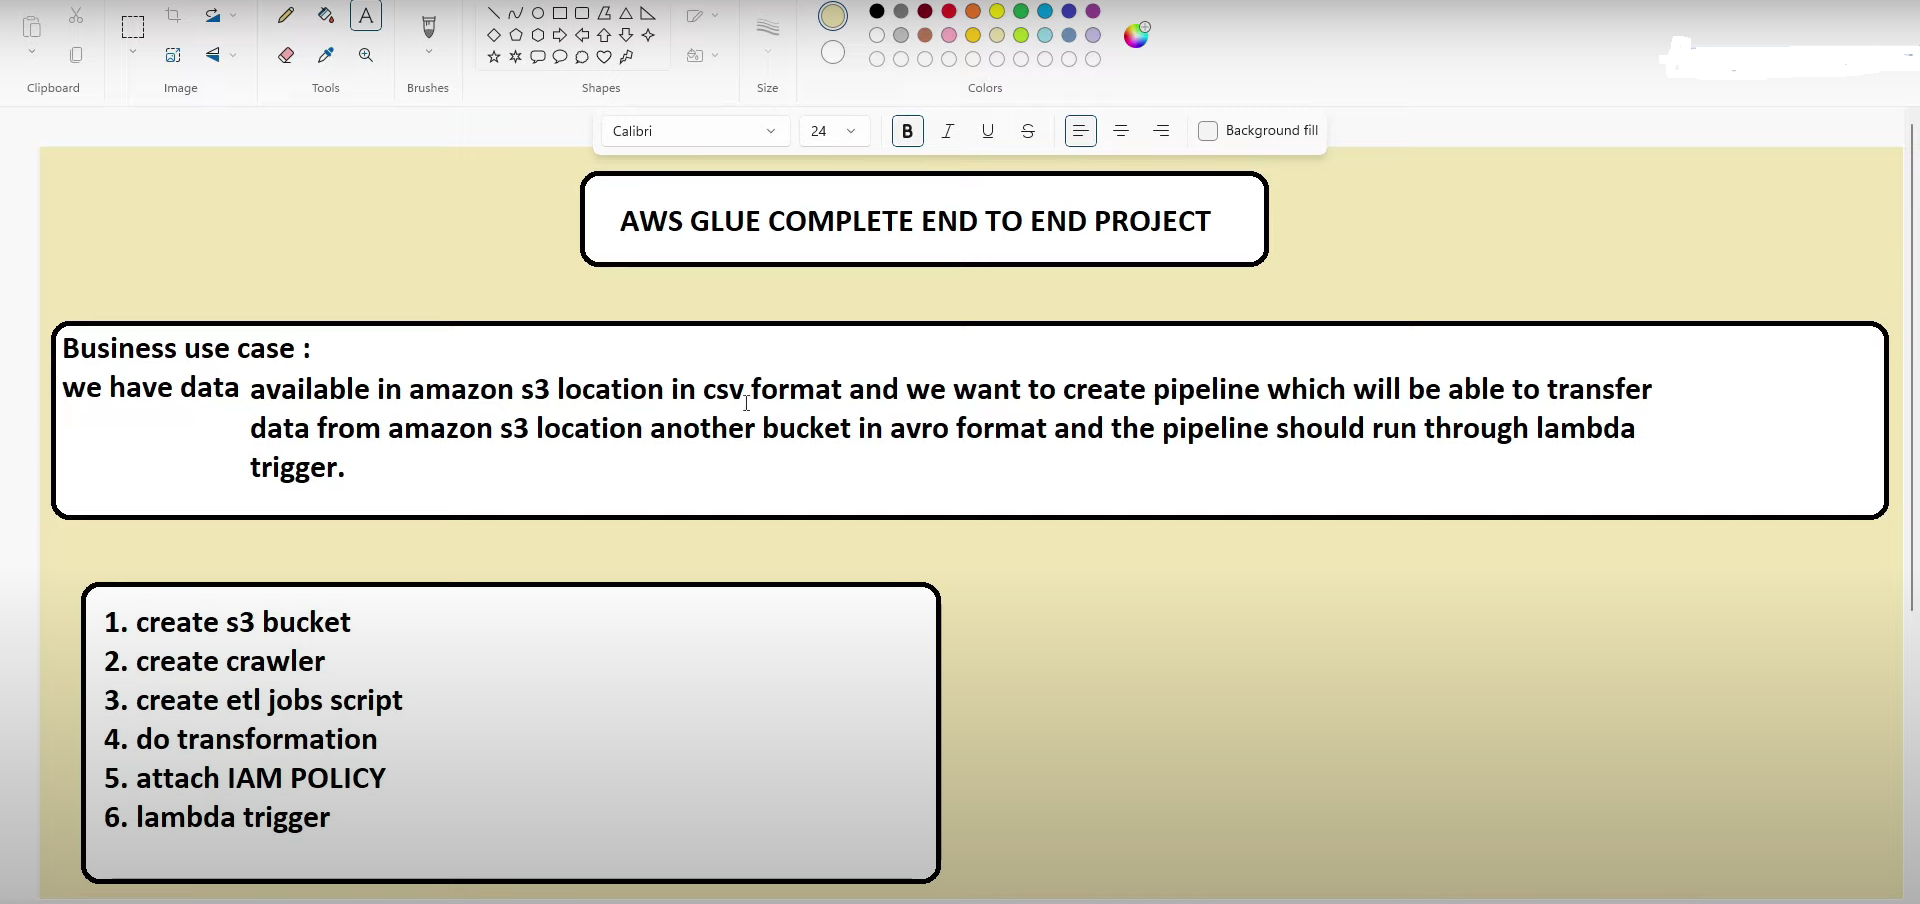 Clipboard
Image
Tools
Brushes
Shapes
Size
Colors
A
Calibri
24
B I U S
Background fill
AWS GLUE COMPLETE END TO END PROJECT
Business use case :
we have data available in amazon s3 location in csv format and we want to create pipeline which will be able to transfer
data from amazon s3 location another bucket in avro format and the pipeline should run through lambda
trigger.
1. create s3 bucket
2. create crawler
3. create etl jobs script
4. do transformation
5. attach IAM POLICY
6. lambda trigger